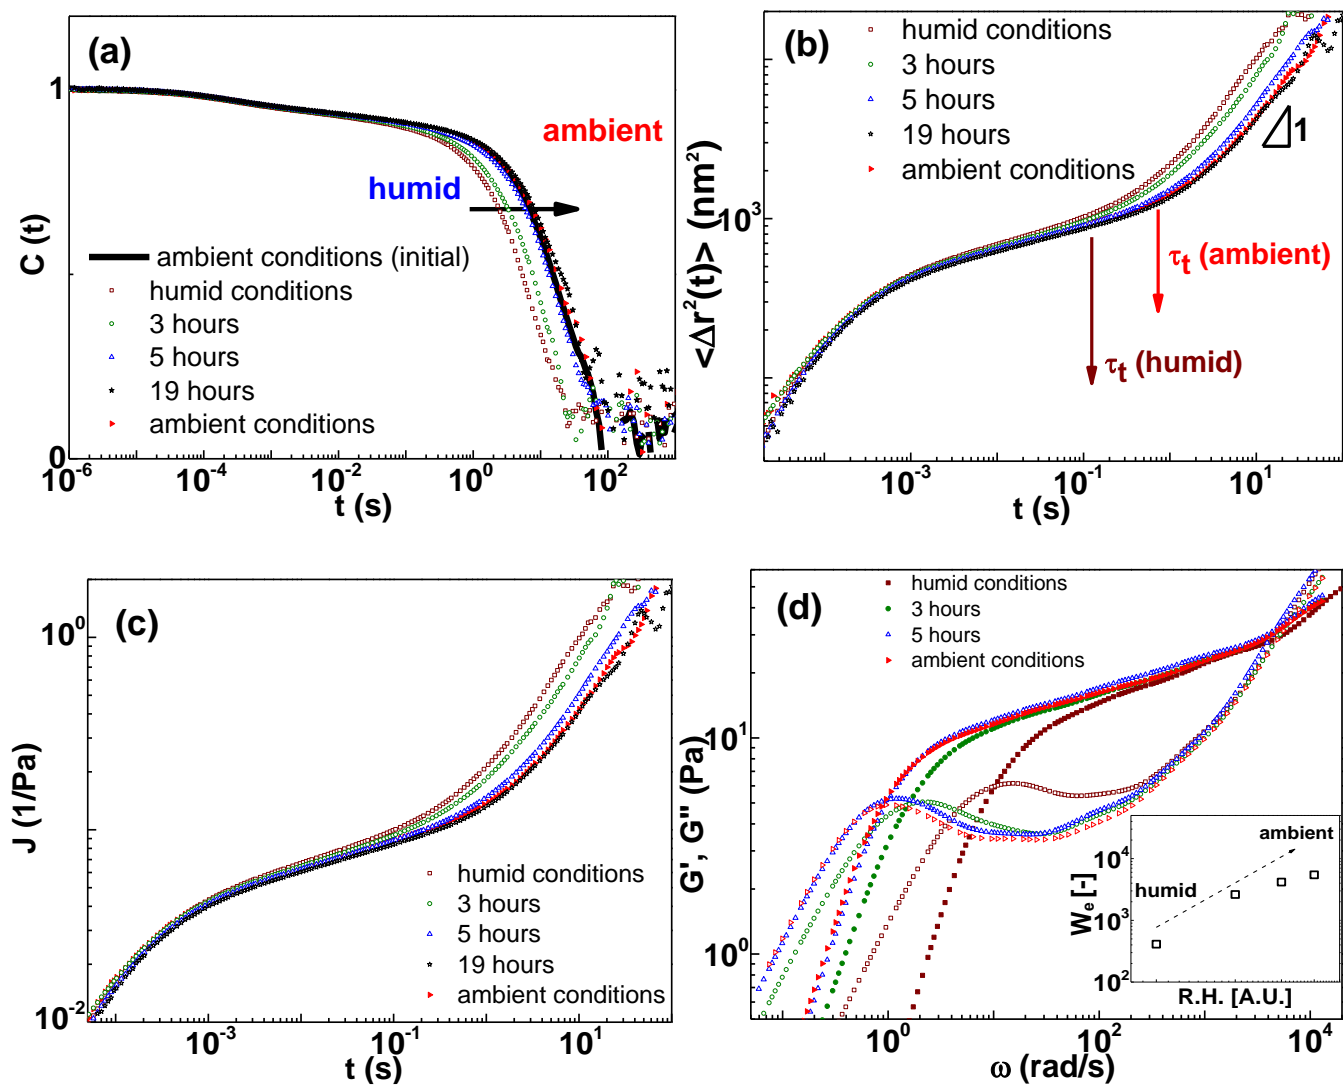 (a)
1
ambient
humid
C (t)
ambient conditions (initial)
humid conditions
3 hours
5 hours
19 hours
ambient conditions
0
10⁻⁶ 10⁻⁴ 10⁻² 10⁰ 10²
t (s)
(b)
humid conditions
3 hours
5 hours
19 hours
ambient conditions
1
10³
<Δr²(t)> (nm²)
τt (ambient)
τt (humid)
10⁻³ 10⁻¹ 10¹
t (s)
(c)
10⁰
J (1/Pa)
humid conditions
3 hours
5 hours
19 hours
ambient conditions
10⁻²
10⁻³ 10⁻¹ 10¹
t (s)
(d)
humid conditions
3 hours
5 hours
ambient conditions
10¹
G', G'' (Pa)
10⁰
ambient
humid
10⁴
10³
10²
We [-]
R.H. [A.U.]
10⁰ 10² 10⁴
ω (rad/s)